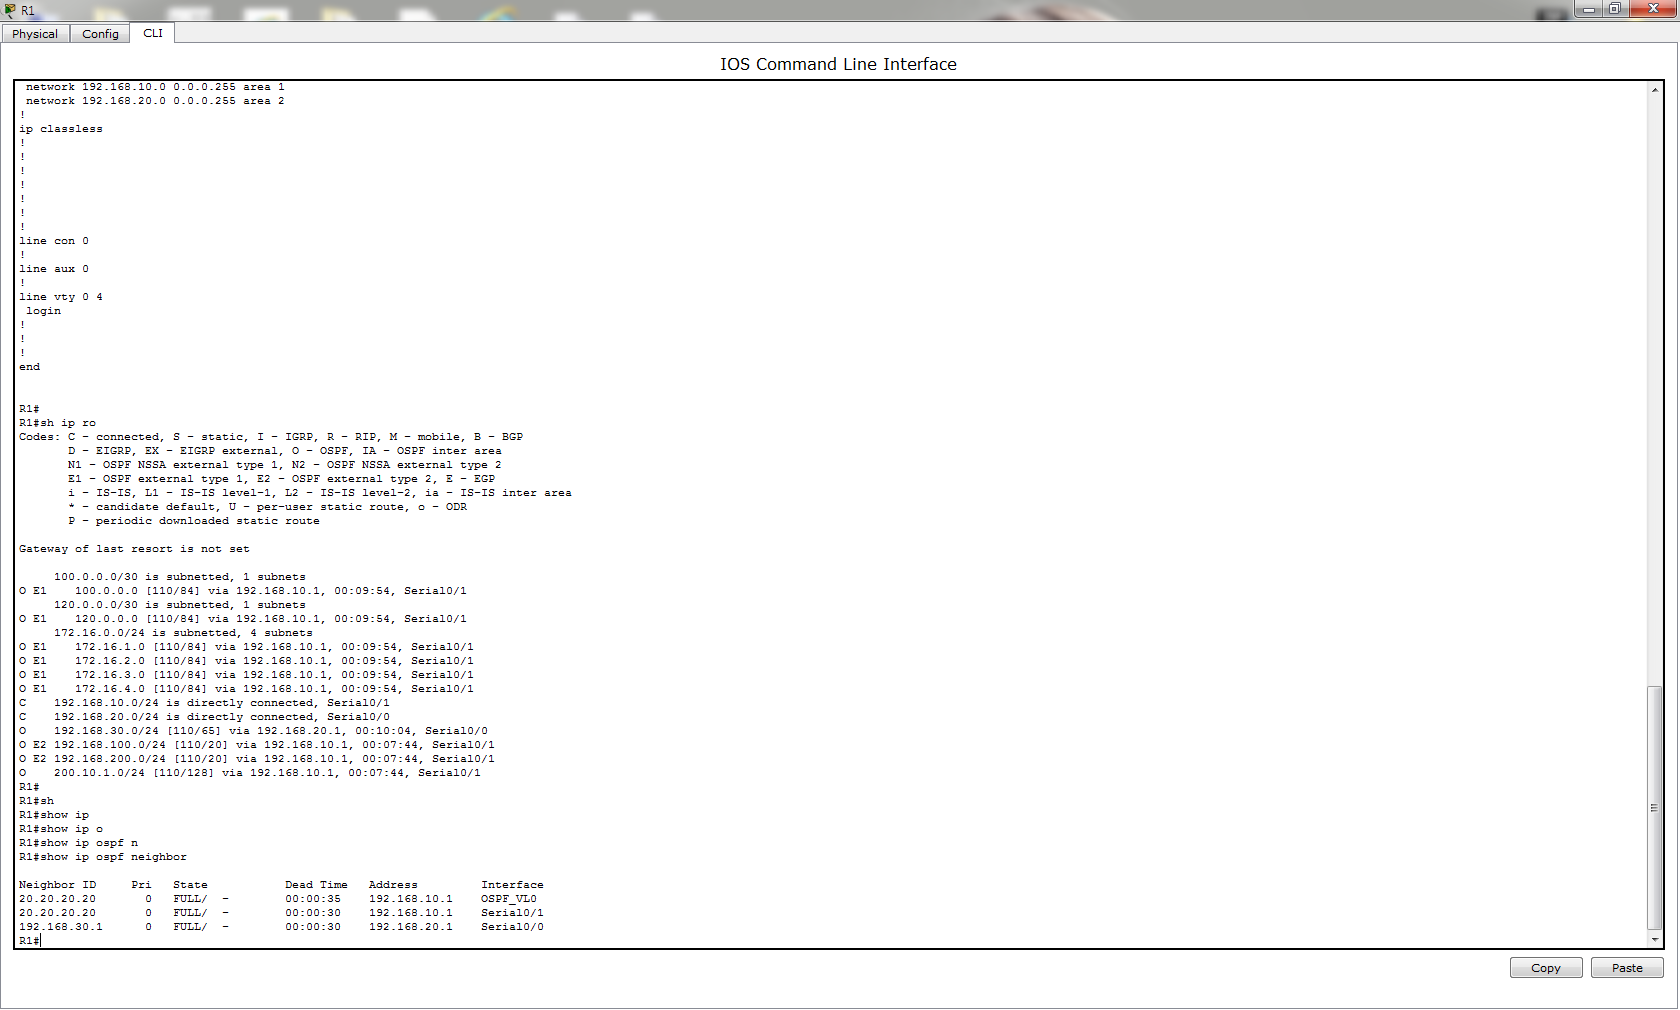 R1
Physical Config CLI
IOS Command Line Interface
 network 192.168.10.0 0.0.0.255 area 1
 network 192.168.20.0 0.0.0.255 area 2
!
ip classless
!
!
!
!
!
!
!
line con 0
!
line aux 0
!
line vty 0 4
 login
!
!
!
end
R1#
R1#sh ip ro
Codes: C - connected, S - static, I - IGRP, R - RIP, M - mobile, B - BGP
       D - EIGRP, EX - EIGRP external, O - OSPF, IA - OSPF inter area
       N1 - OSPF NSSA external type 1, N2 - OSPF NSSA external type 2
       E1 - OSPF external type 1, E2 - OSPF external type 2, E - EGP
       i - IS-IS, L1 - IS-IS level-1, L2 - IS-IS level-2, ia - IS-IS inter area
       * - candidate default, U - per-user static route, o - ODR
       P - periodic downloaded static route
Gateway of last resort is not set
     100.0.0.0/30 is subnetted, 1 subnets
O E1    100.0.0.0 [110/84] via 192.168.10.1, 00:09:54, Serial0/1
     120.0.0.0/30 is subnetted, 1 subnets
O E1    120.0.0.0 [110/84] via 192.168.10.1, 00:09:54, Serial0/1
     172.16.0.0/24 is subnetted, 4 subnets
O E1    172.16.1.0 [110/84] via 192.168.10.1, 00:09:54, Serial0/1
O E1    172.16.2.0 [110/84] via 192.168.10.1, 00:09:54, Serial0/1
O E1    172.16.3.0 [110/84] via 192.168.10.1, 00:09:54, Serial0/1
O E1    172.16.4.0 [110/84] via 192.168.10.1, 00:09:54, Serial0/1
C    192.168.10.0/24 is directly connected, Serial0/1
C    192.168.20.0/24 is directly connected, Serial0/0
O    192.168.30.0/24 [110/65] via 192.168.20.1, 00:10:04, Serial0/0
O E2 192.168.100.0/24 [110/20] via 192.168.10.1, 00:07:44, Serial0/1
O E2 192.168.200.0/24 [110/20] via 192.168.10.1, 00:07:44, Serial0/1
O    200.10.1.0/24 [110/128] via 192.168.10.1, 00:07:44, Serial0/1
R1#
R1#sh
R1#show ip
R1#show ip o
R1#show ip ospf n
R1#show ip ospf neighbor
Neighbor ID     Pri   State           Dead Time   Address         Interface
20.20.20.20       0   FULL/  -        00:00:35    192.168.10.1    OSPF_VL0
20.20.20.20       0   FULL/  -        00:00:30    192.168.10.1    Serial0/1
192.168.30.1      0   FULL/  -        00:00:30    192.168.20.1    Serial0/0
R1#
Copy Paste